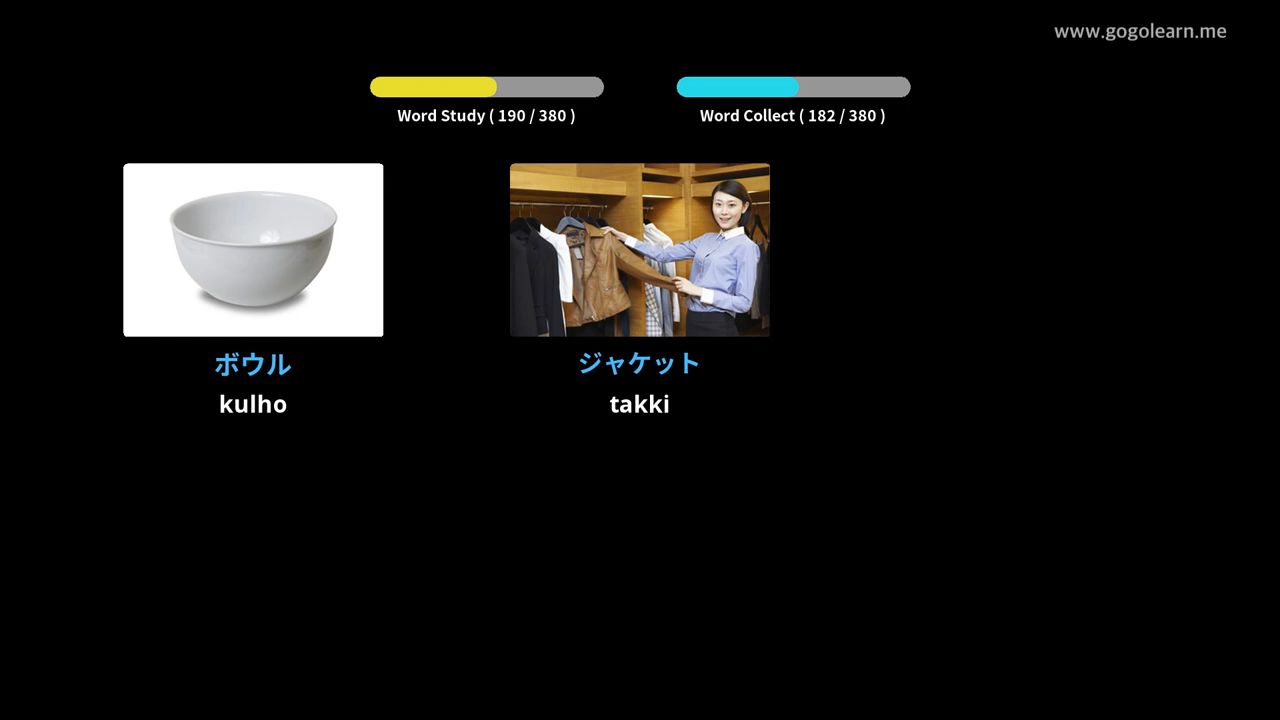 www.gogolearn.me
Word Study ( 190 / 380 )
Word Collect ( 182 / 380 )
ボウル
kulho
ジャケット
takki